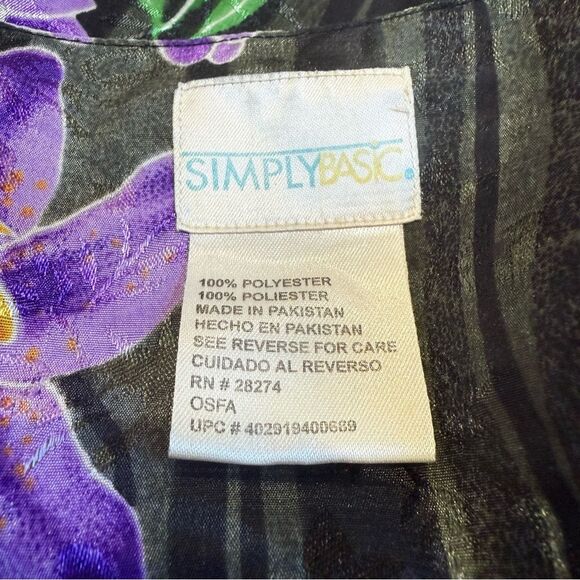 SIMPLYBASIC.
100% POLYESTER
100% POLIESTER
MADE IN PAKISTAN
HECHO EN PAKISTAN
SEE REVERSE FOR CARE
CUIDADO AL REVERSO
RN # 28274
OSFA
UPC # 402919400689